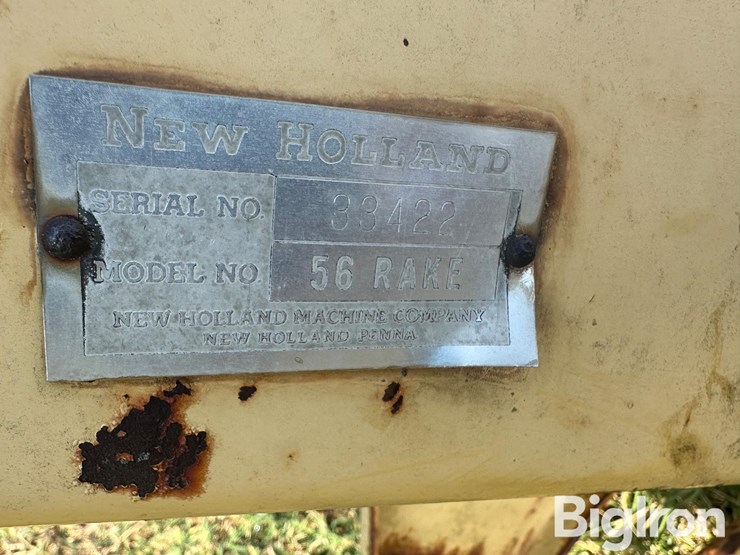 NEW HOLLAND
SERIAL NO. 33422
MODEL NO. 56 RAKE
NEW HOLLAND MACHINE COMPANY
NEW HOLLAND PENNA
BigIron